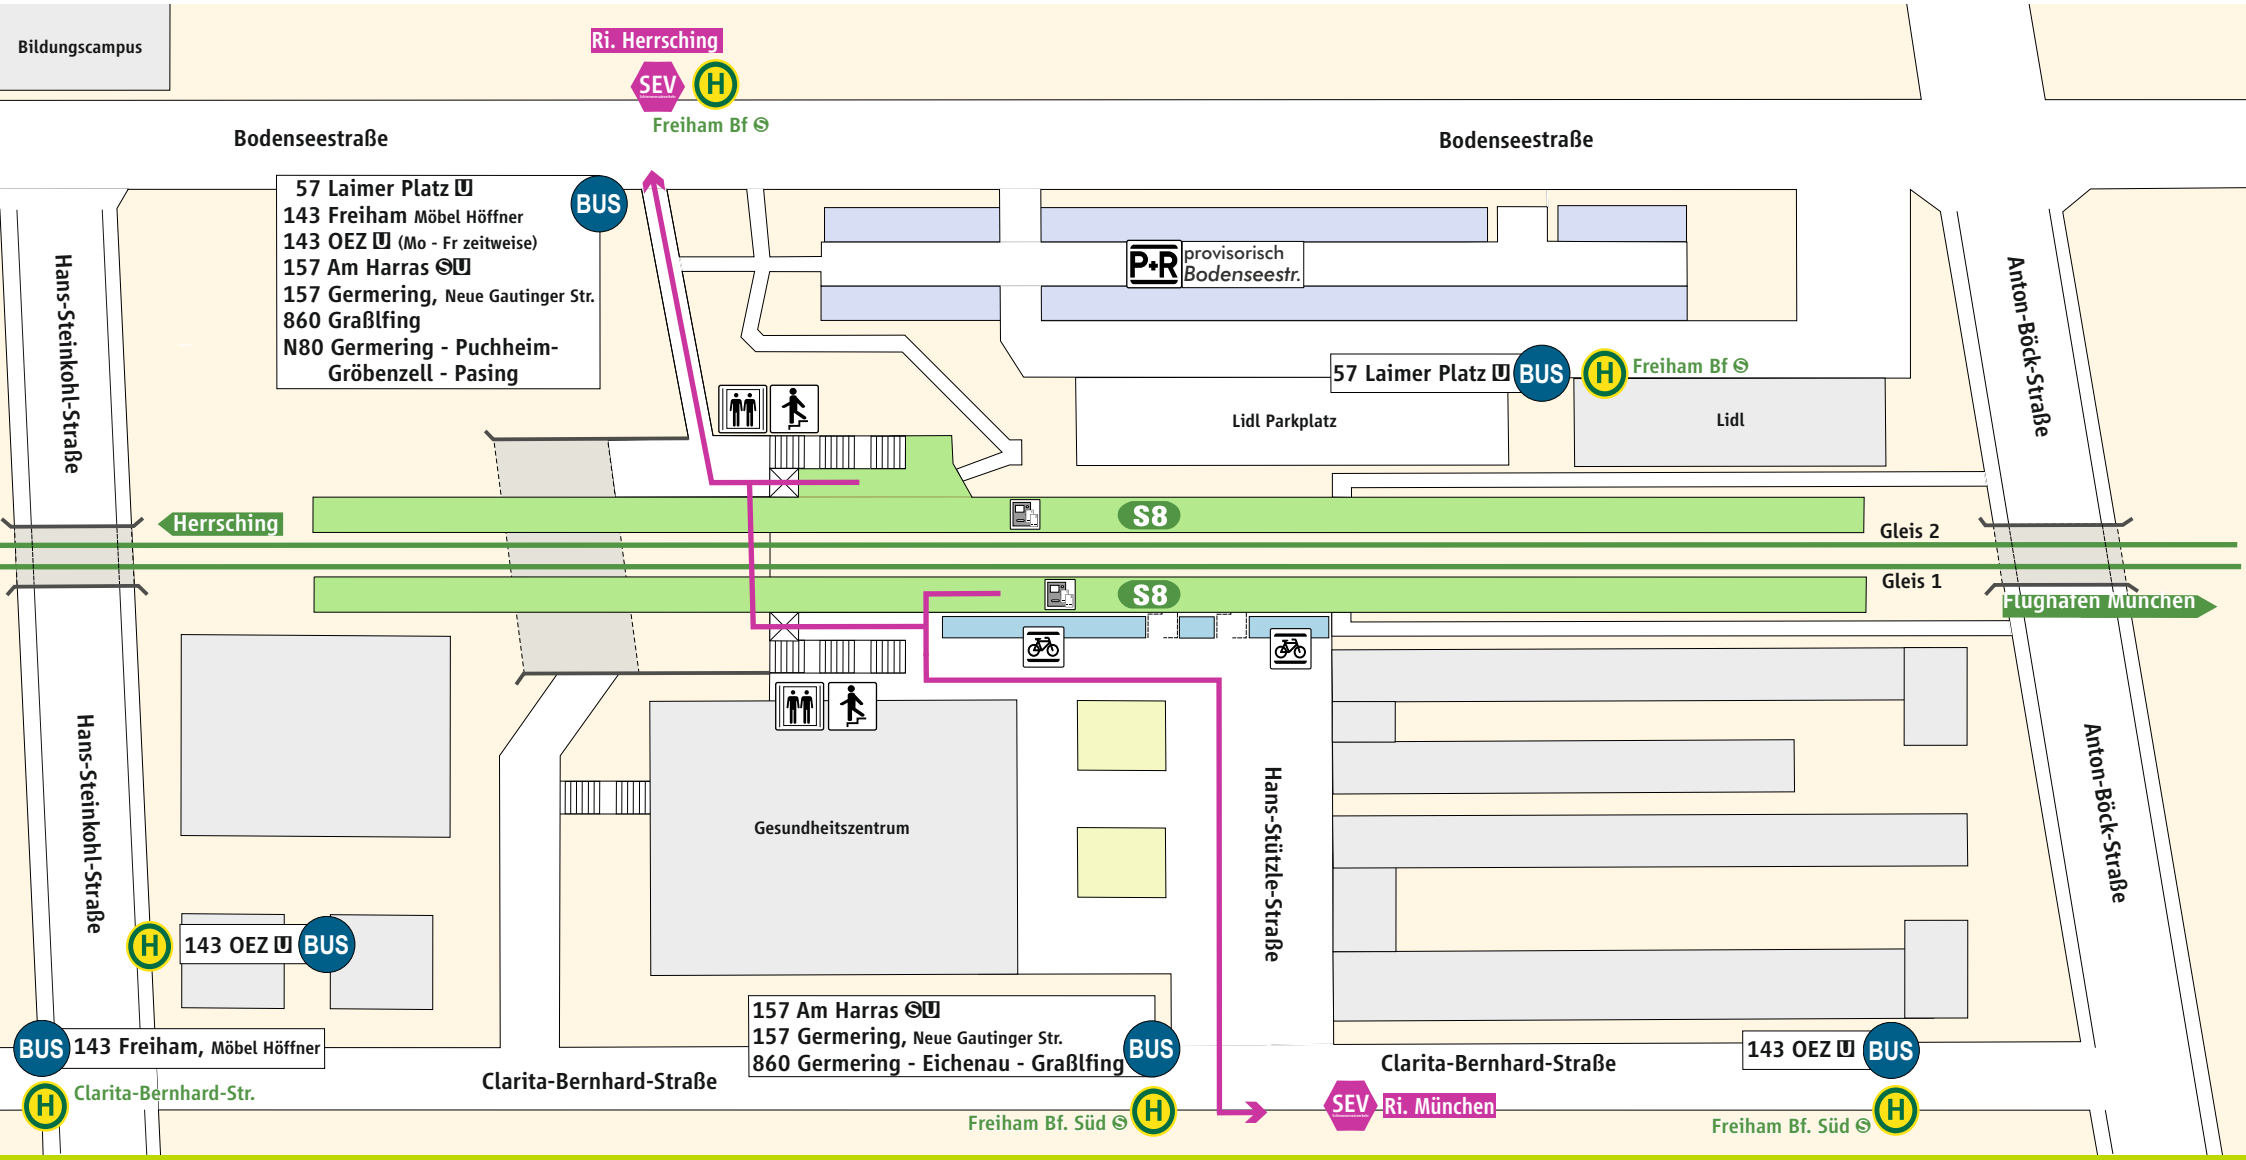 Bildungscampus
Ri. Herrsching
SEV
H
Freiham Bf S
Bodenseestraße
Bodenseestraße
57 Laimer Platz U
143 Freiham Möbel Höffner
143 OEZ U (Mo - Fr zeitweise)
157 Am Harras S U
157 Germering, Neue Gautinger Str.
860 Graßlfing
N80 Germering - Puchheim-
Gröbenzell - Pasing
BUS
P+R
provisorisch
Bodenseestr.
Hans-Steinkohl-Straße
Anton-Böck-Straße
57 Laimer Platz U
BUS
H
Freiham Bf S
Lidl Parkplatz
Lidl
Herrsching
S8
Gleis 2
S8
Gleis 1
Flughafen München
Hans-Steinkohl-Straße
Gesundheitszentrum
Hans-Stützle-Straße
Anton-Böck-Straße
H
143 OEZ U
BUS
BUS
143 Freiham, Möbel Höffner
H
Clarita-Bernhard-Str.
Clarita-Bernhard-Straße
157 Am Harras S U
157 Germering, Neue Gautinger Str.
860 Germering - Eichenau - Graßlfing
BUS
Freiham Bf. Süd S
H
Clarita-Bernhard-Straße
SEV
Ri. München
143 OEZ U
BUS
Freiham Bf. Süd S
H